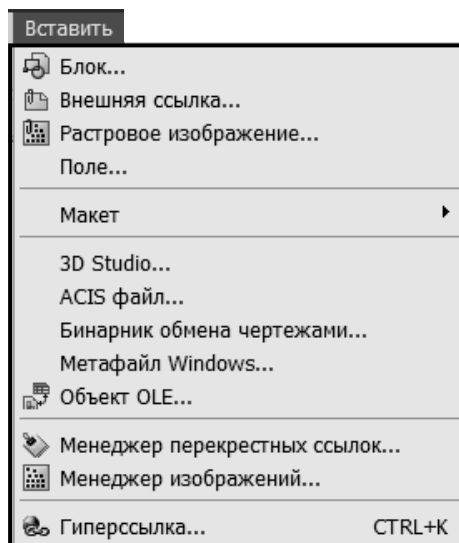 Вставить
Блок...
Внешняя ссылка...
Растровое изображение...
Поле...
Макет
3D Studio...
ACIS файл...
Бинарник обмена чертежами...
Метафайл Windows...
Объект OLE...
Менеджер перекрестных ссылок...
Менеджер изображений...
Гиперссылка... CTRL+K